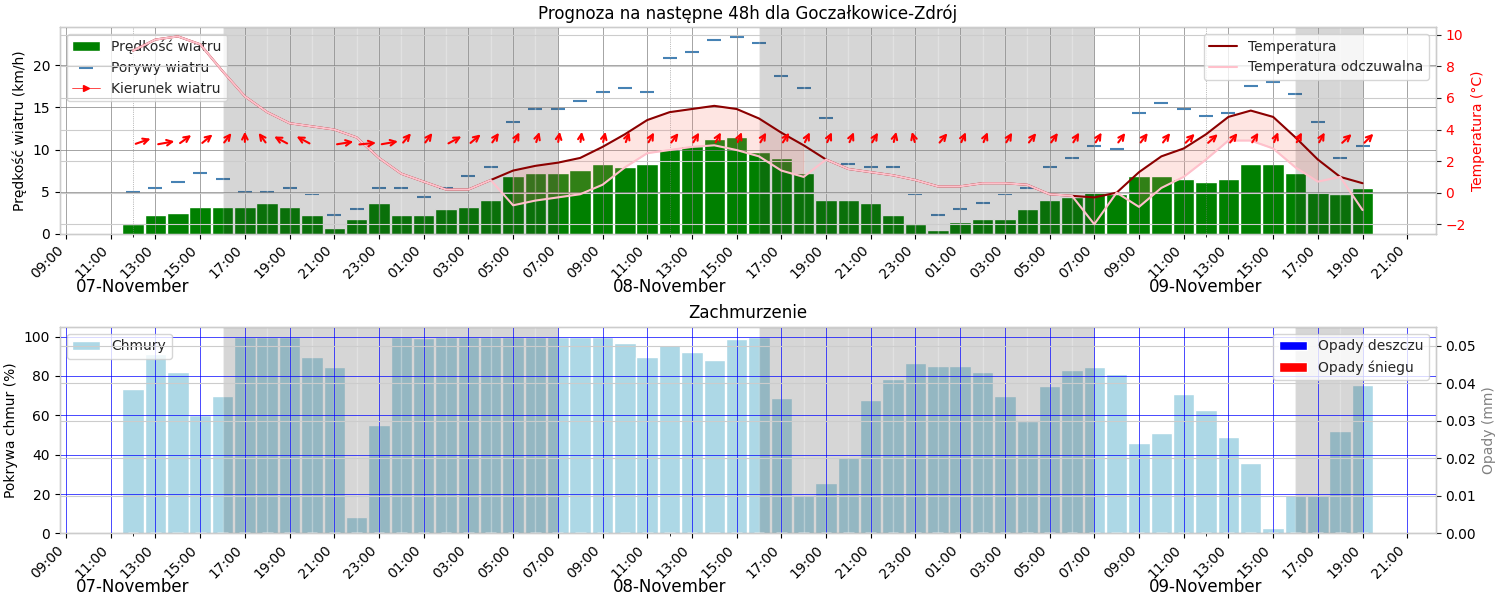 Prognoza na następne 48h dla Goczałkowice-Zdrój
Prędkość wiatru
Porywy wiatru
Kierunek wiatru
Temperatura
Temperatura odczuwalna
Prędkość wiatru (km/h)
0
5
10
15
20
Temperatura (°C)
10
8
6
4
2
0
−2
09:00 11:00 13:00 15:00 17:00 19:00 21:00 23:00 01:00 03:00 05:00 07:00 09:00 11:00 13:00 15:00 17:00 19:00 21:00 23:00 01:00 03:00 05:00 07:00 09:00 11:00 13:00 15:00 17:00 19:00 21:00
07-November 08-November 09-November
Zachmurzenie
Chmury
Opady deszczu
Opady śniegu
Pokrywa chmur (%)
100
80
60
40
20
0
Opady (mm)
0.05
0.04
0.03
0.02
0.01
0.00
09:00 11:00 13:00 15:00 17:00 19:00 21:00 23:00 01:00 03:00 05:00 07:00 09:00 11:00 13:00 15:00 17:00 19:00 21:00 23:00 01:00 03:00 05:00 07:00 09:00 11:00 13:00 15:00 17:00 19:00 21:00
07-November 08-November 09-November